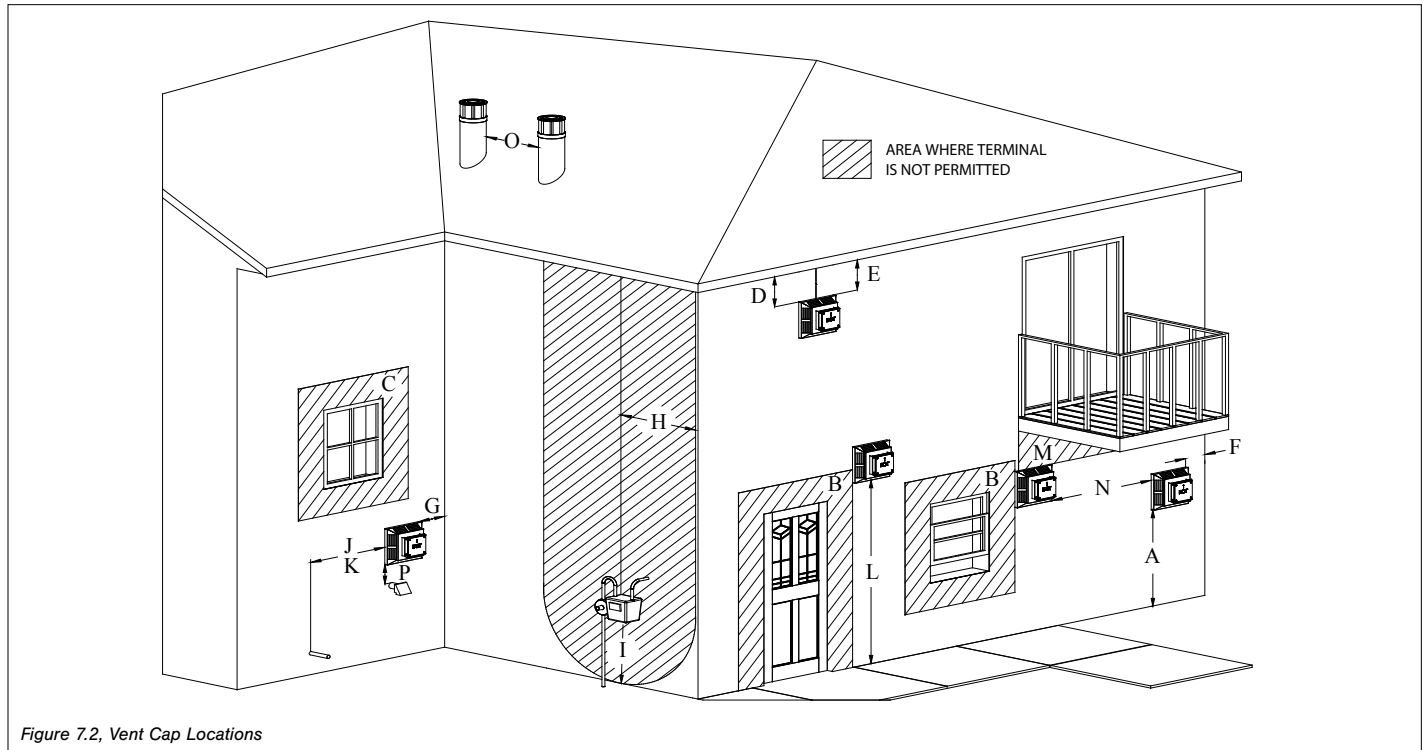 O
AREA WHERE TERMINAL
IS NOT PERMITTED
D
E
C
H
F
M
B
B
N
G
J
K
P
L
A
I
Figure 7.2, Vent Cap Locations